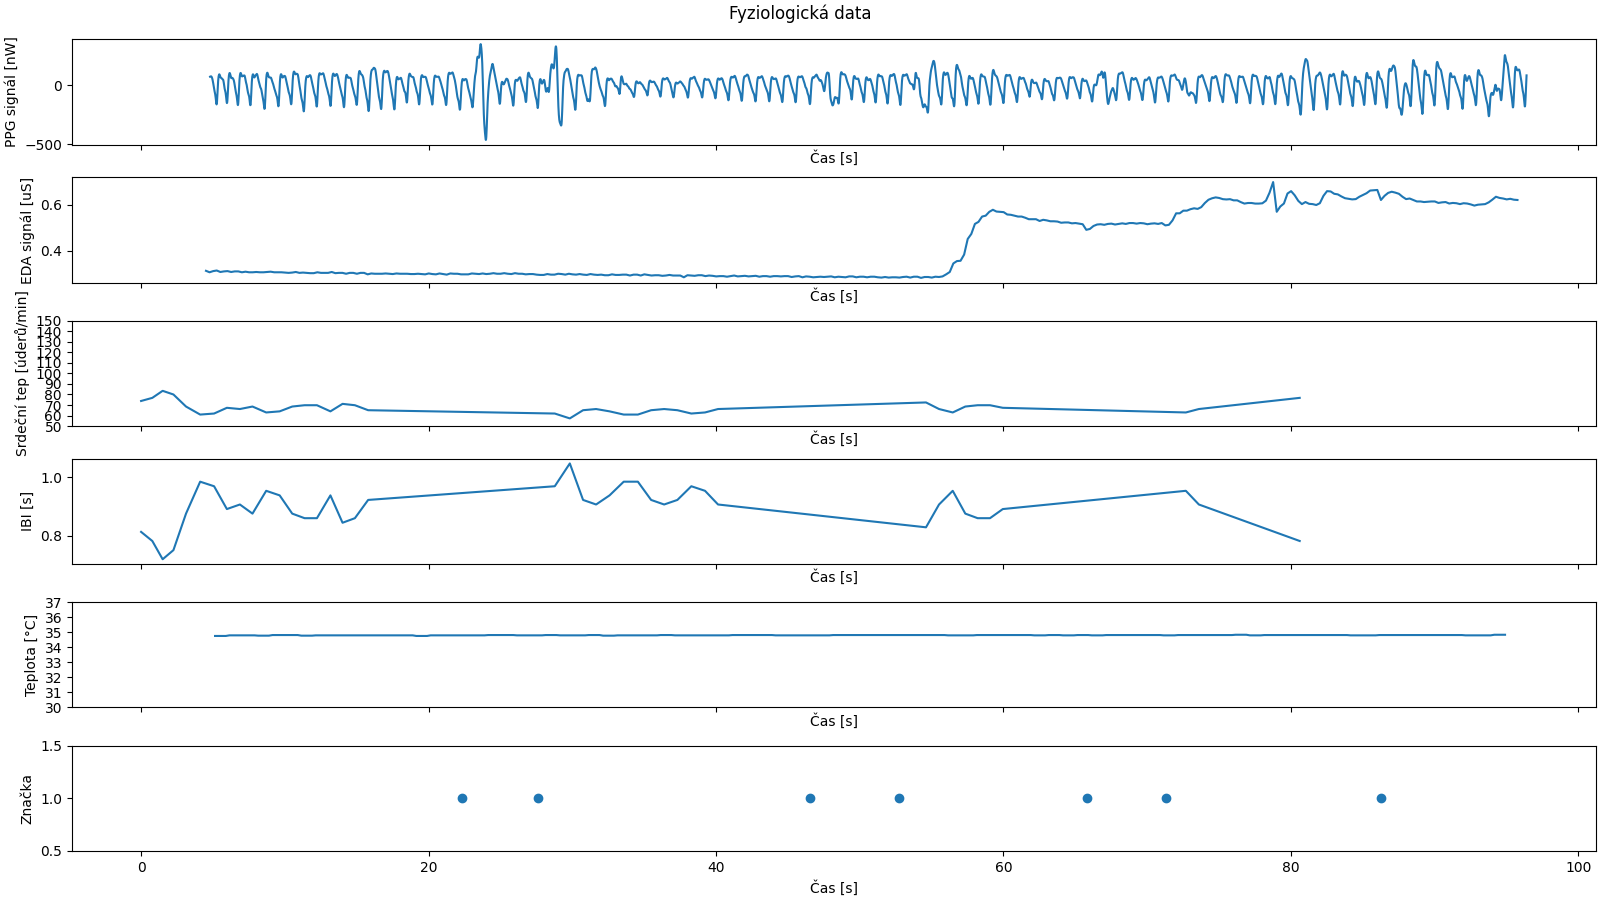 Fyziologická data
PPG signál [nW]
0
−500
Čas [s]
EDA signál [uS]
0.6
0.4
Čas [s]
Srdeční tep [úderů/min]
150
140
130
120
110
100
90
80
70
60
50
Čas [s]
IBI [s]
1.0
0.8
Čas [s]
Teplota [°C]
37
36
35
34
33
32
31
30
Čas [s]
Značka
1.5
1.0
0.5
0 20 40 60 80 100
Čas [s]